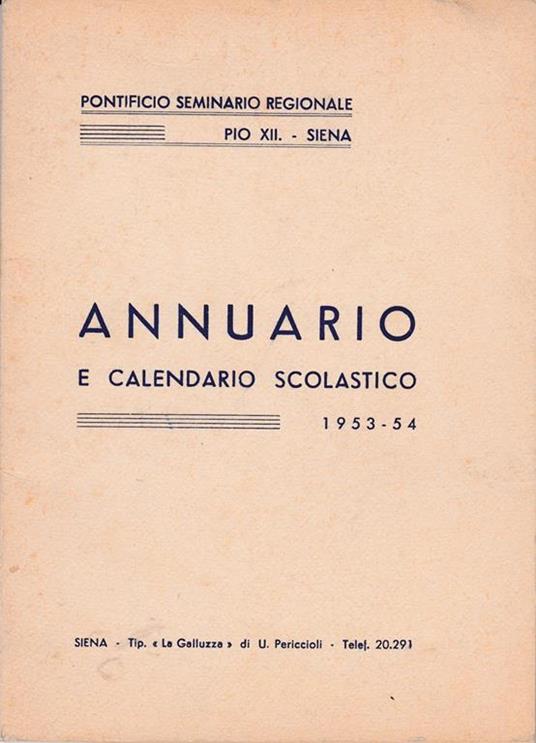 PONTIFICIO SEMINARIO REGIONALE
PIO XII. - SIENA
ANNUARIO
E CALENDARIO SCOLASTICO
1953-54
SIENA - Tip. « La Galluzza » di U. Periccioli - Telef. 20.291